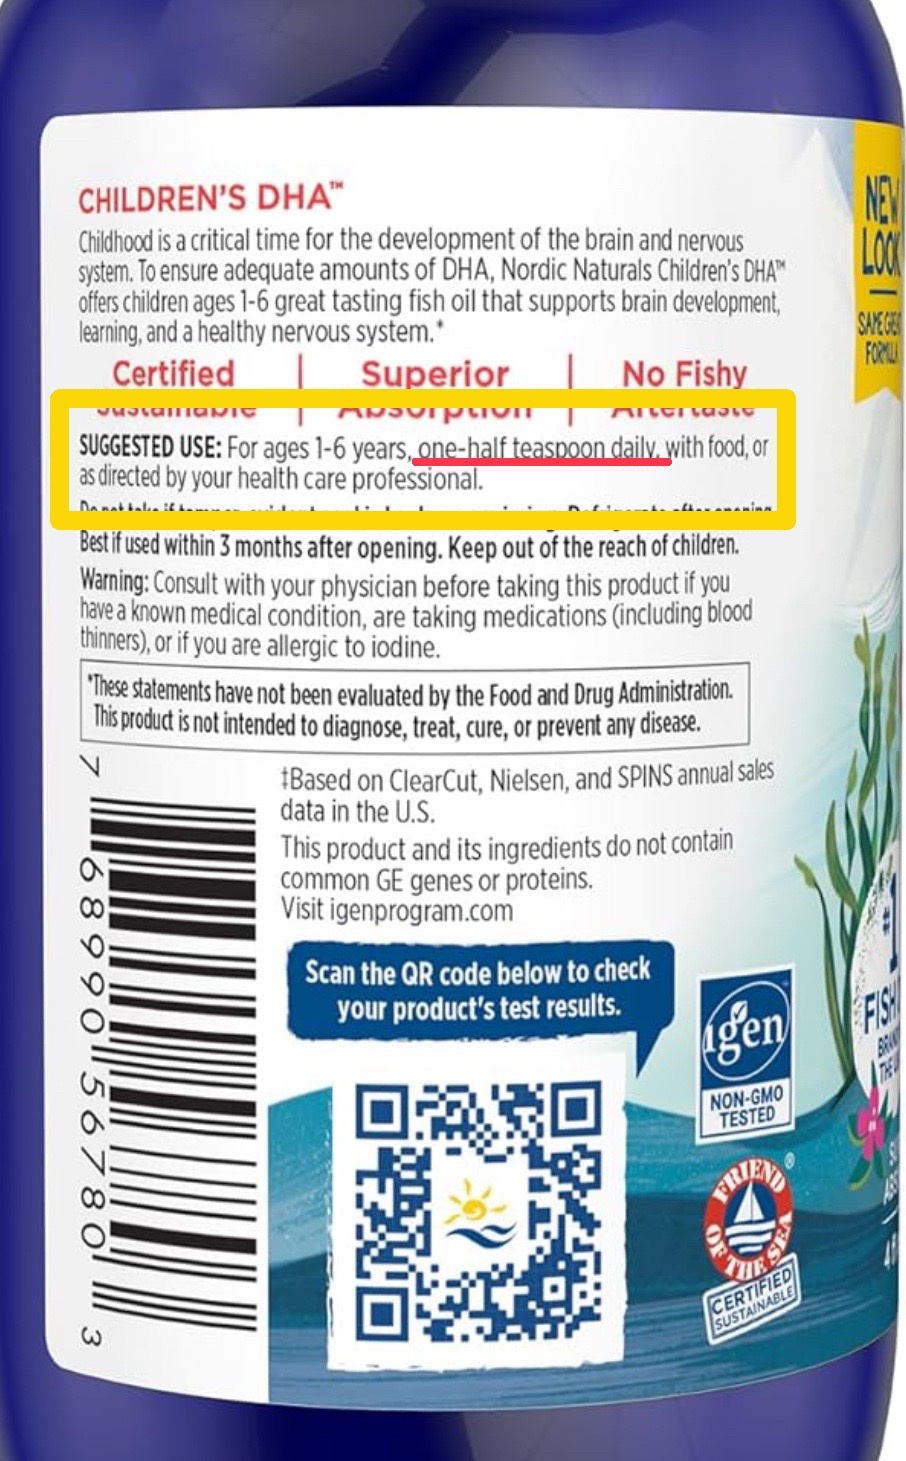 CHILDREN'S DHA™
Childhood is a critical time for the development of the brain and nervous
system. To ensure adequate amounts of DHA, Nordic Naturals Children's DHA™
offers children ages 1-6 great tasting fish oil that supports brain development,
learning, and a healthy nervous system.*
Certified | Superior | No Fishy
Sustainable | Absorption | Aftertaste
SUGGESTED USE: For ages 1-6 years, one-half teaspoon daily, with food, or
as directed by your health care professional.
Best if used within 3 months after opening. Keep out of the reach of children.
Warning: Consult with your physician before taking this product if you
have a known medical condition, are taking medications (including blood
thinners), or if you are allergic to iodine.
*These statements have not been evaluated by the Food and Drug Administration.
This product is not intended to diagnose, treat, cure, or prevent any disease.
‡Based on ClearCut, Nielsen, and SPINS annual sales
data in the U.S.
This product and its ingredients do not contain
common GE genes or proteins.
Visit igenprogram.com
Scan the QR code below to check
your product's test results.
7 68990 56780 3
igen
NON-GMO
TESTED
FRIEND
OF THE SEA
®
CERTIFIED
SUSTAINABLE
NEW
LOOK
SAME
FORMULA
#1